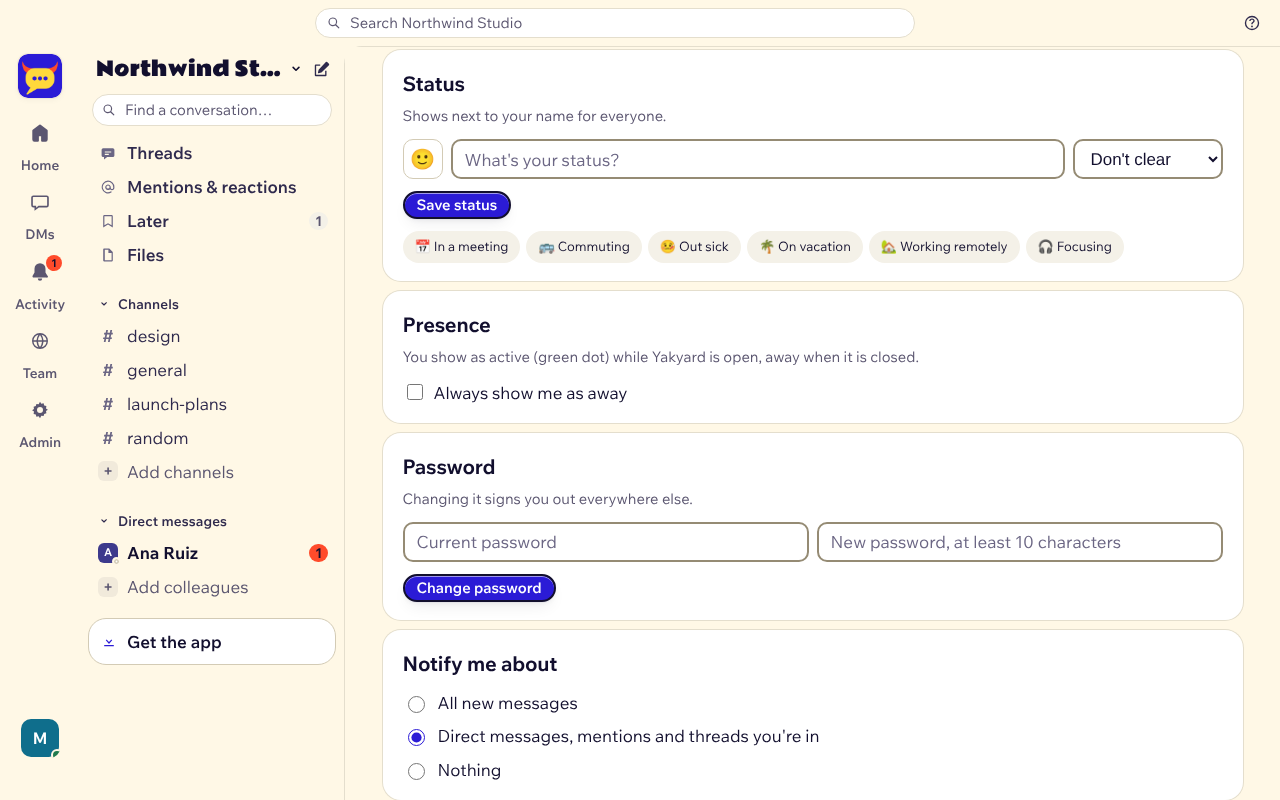 Search Northwind Studio
Northwind St...
Find a conversation...
Home
DMs
1
Activity
Team
Admin
M
Threads
Mentions & reactions
Later
1
Files
Channels
# design
# general
# launch-plans
# random
+ Add channels
Direct messages
A Ana Ruiz
1
+ Add colleagues
Get the app
Status
Shows next to your name for everyone.
What's your status?
Don't clear
Save status
In a meeting
Commuting
Out sick
On vacation
Working remotely
Focusing
Presence
You show as active (green dot) while Yakyard is open, away when it is closed.
Always show me as away
Password
Changing it signs you out everywhere else.
Current password
New password, at least 10 characters
Change password
Notify me about
All new messages
Direct messages, mentions and threads you're in
Nothing